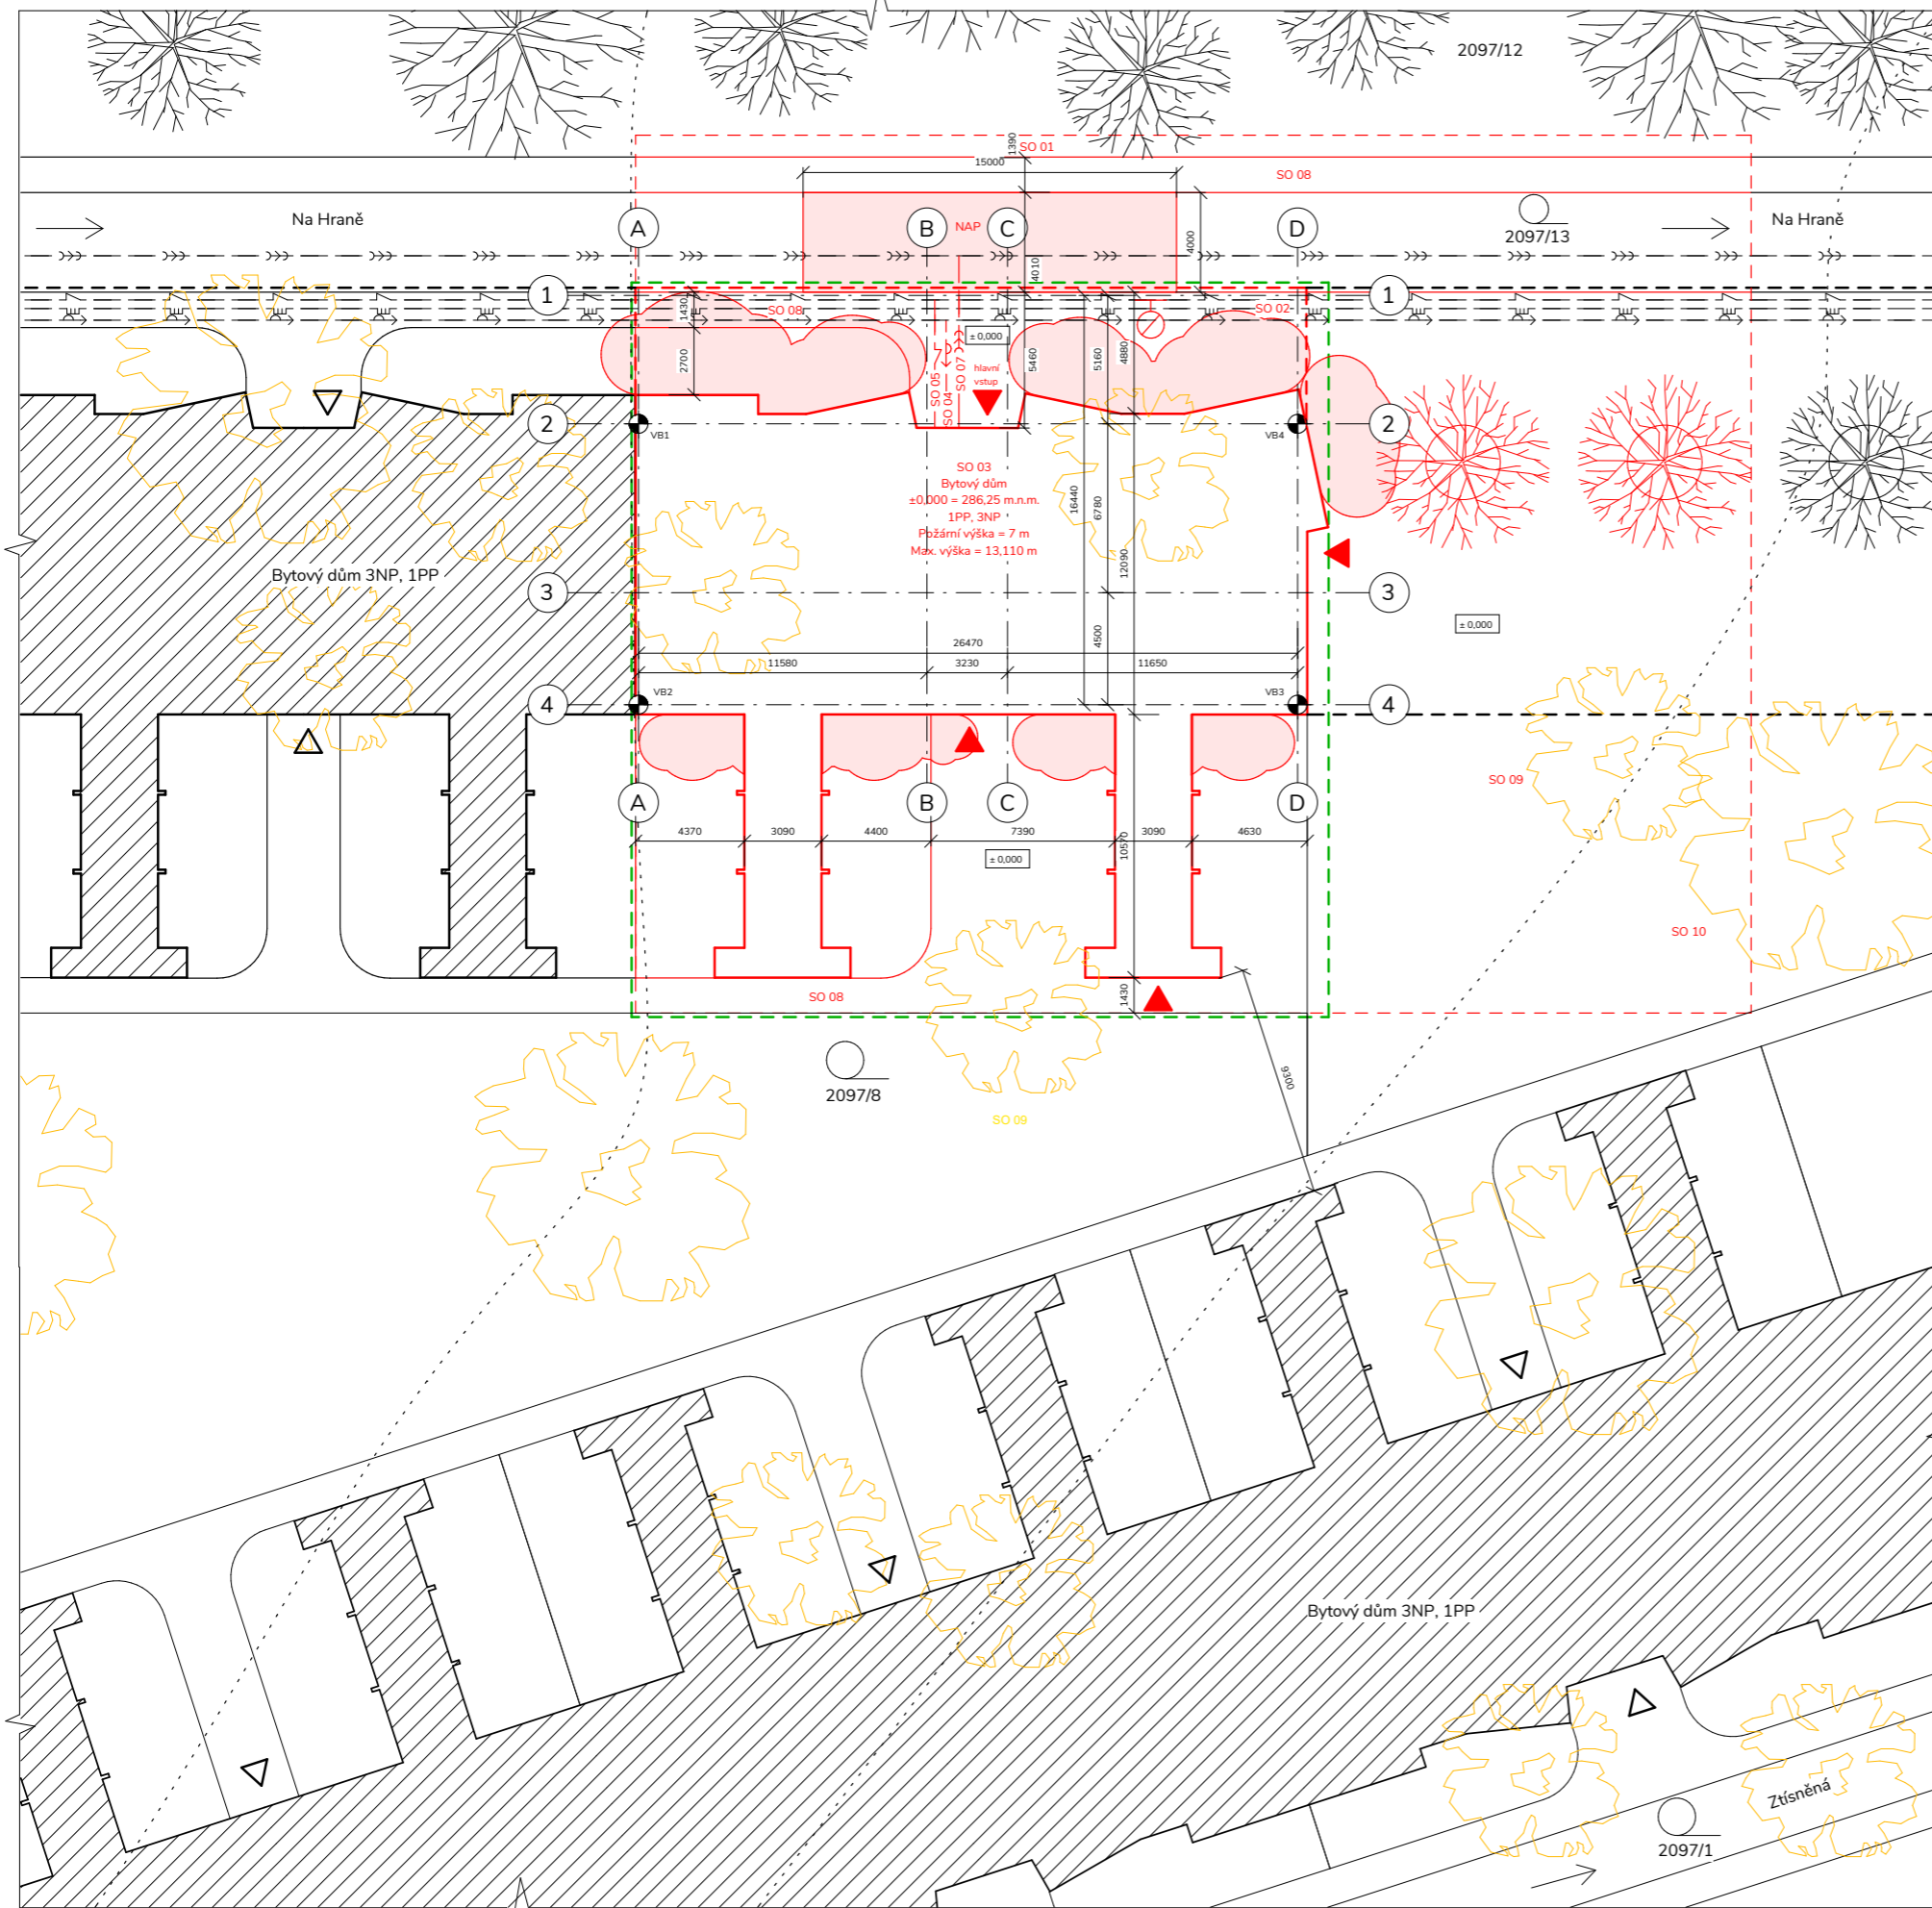 2097/12
1390
SO 01
15000
SO 08
Na Hraně
A
B
NAP
C
D
2097/13
Na Hraně
4000
4010
1
1
1430
SO 08
SO 02
± 0,000
2700
SO 05
SO 04
SO 07
hlavní
vstup
5460
5160
4880
2
VB1
VB4
2
SO 03
Bytový dům
±0,000 = 286,25 m.n.m.
1PP, 3NP
Požární výška = 7 m
Max. výška = 13,110 m
16440
6780
12090
Bytový dům 3NP, 1PP
3
3
± 0,000
4500
26470
11580
3230
11650
4
VB2
VB3
4
SO 09
A
B
C
D
4370
3090
4400
7390
3090
4630
10570
± 0,000
SO 10
SO 08
1430
9300
2097/8
SO 09
Bytový dům 3NP, 1PP
Ztísněná
2097/1